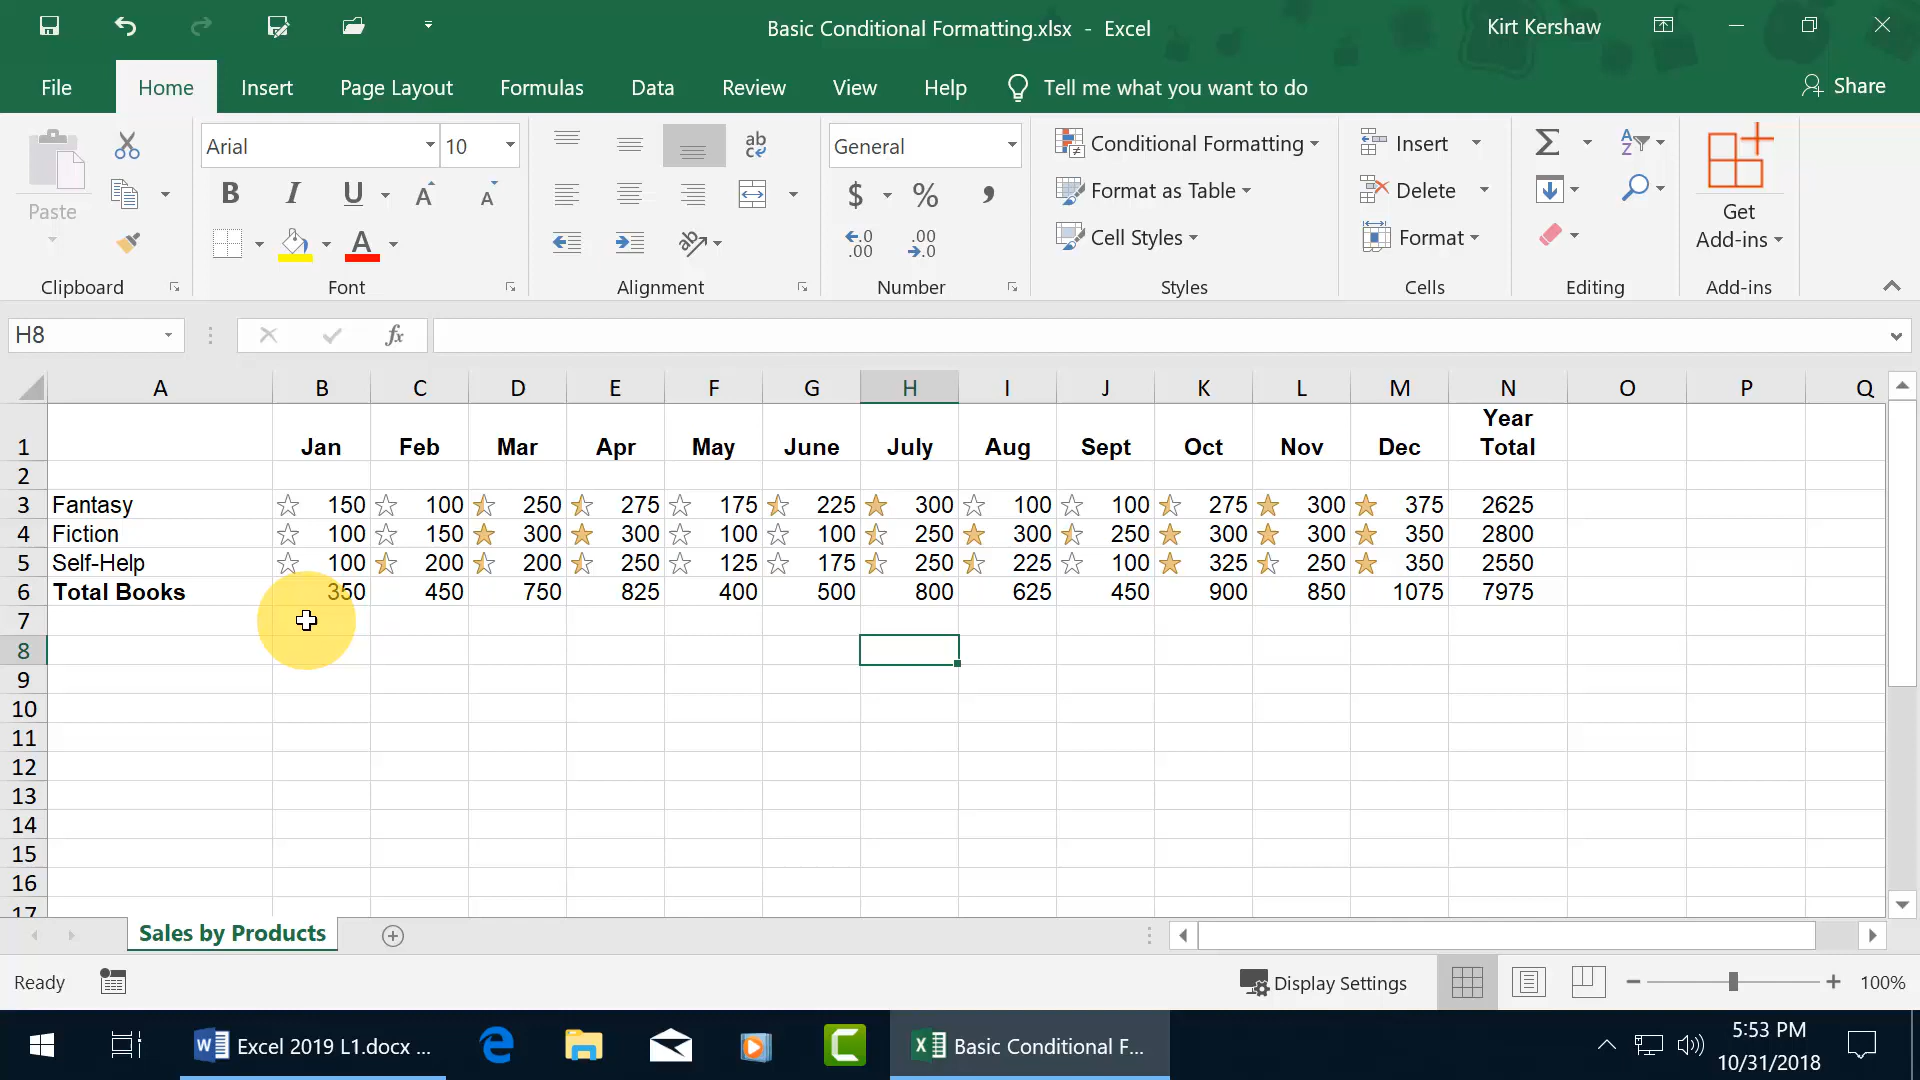 Basic Conditional Formatting.xlsx - Excel
Kirt Kershaw
File Home Insert Page Layout Formulas Data Review View Help Tell me what you want to do Share
Paste
Clipboard
Arial 10
B I U A A
A
Font
ab c
Alignment
General
$ % ,
.0 .00 .00 .0
Number
Conditional Formatting
Format as Table
Cell Styles
Styles
Insert
Delete
Format
Cells
Σ A Z
Editing
Get
Add-ins
Add-ins
H8 fx
A B C D E F G H I J K L M N O P Q
1 Jan Feb Mar Apr May June July Aug Sept Oct Nov Dec Year Total
2
3 Fantasy 150 100 250 275 175 225 300 100 100 275 300 375 2625
4 Fiction 100 150 300 300 100 100 250 300 250 300 300 350 2800
5 Self-Help 100 200 200 250 125 175 250 225 100 325 250 350 2550
6 Total Books 350 450 750 825 400 500 800 625 450 900 850 1075 7975
7
8
9
10
11
12
13
14
15
16
17
Sales by Products
Ready Display Settings 100%
W Excel 2019 L1.docx ... X Basic Conditional F...
5:53 PM
10/31/2018